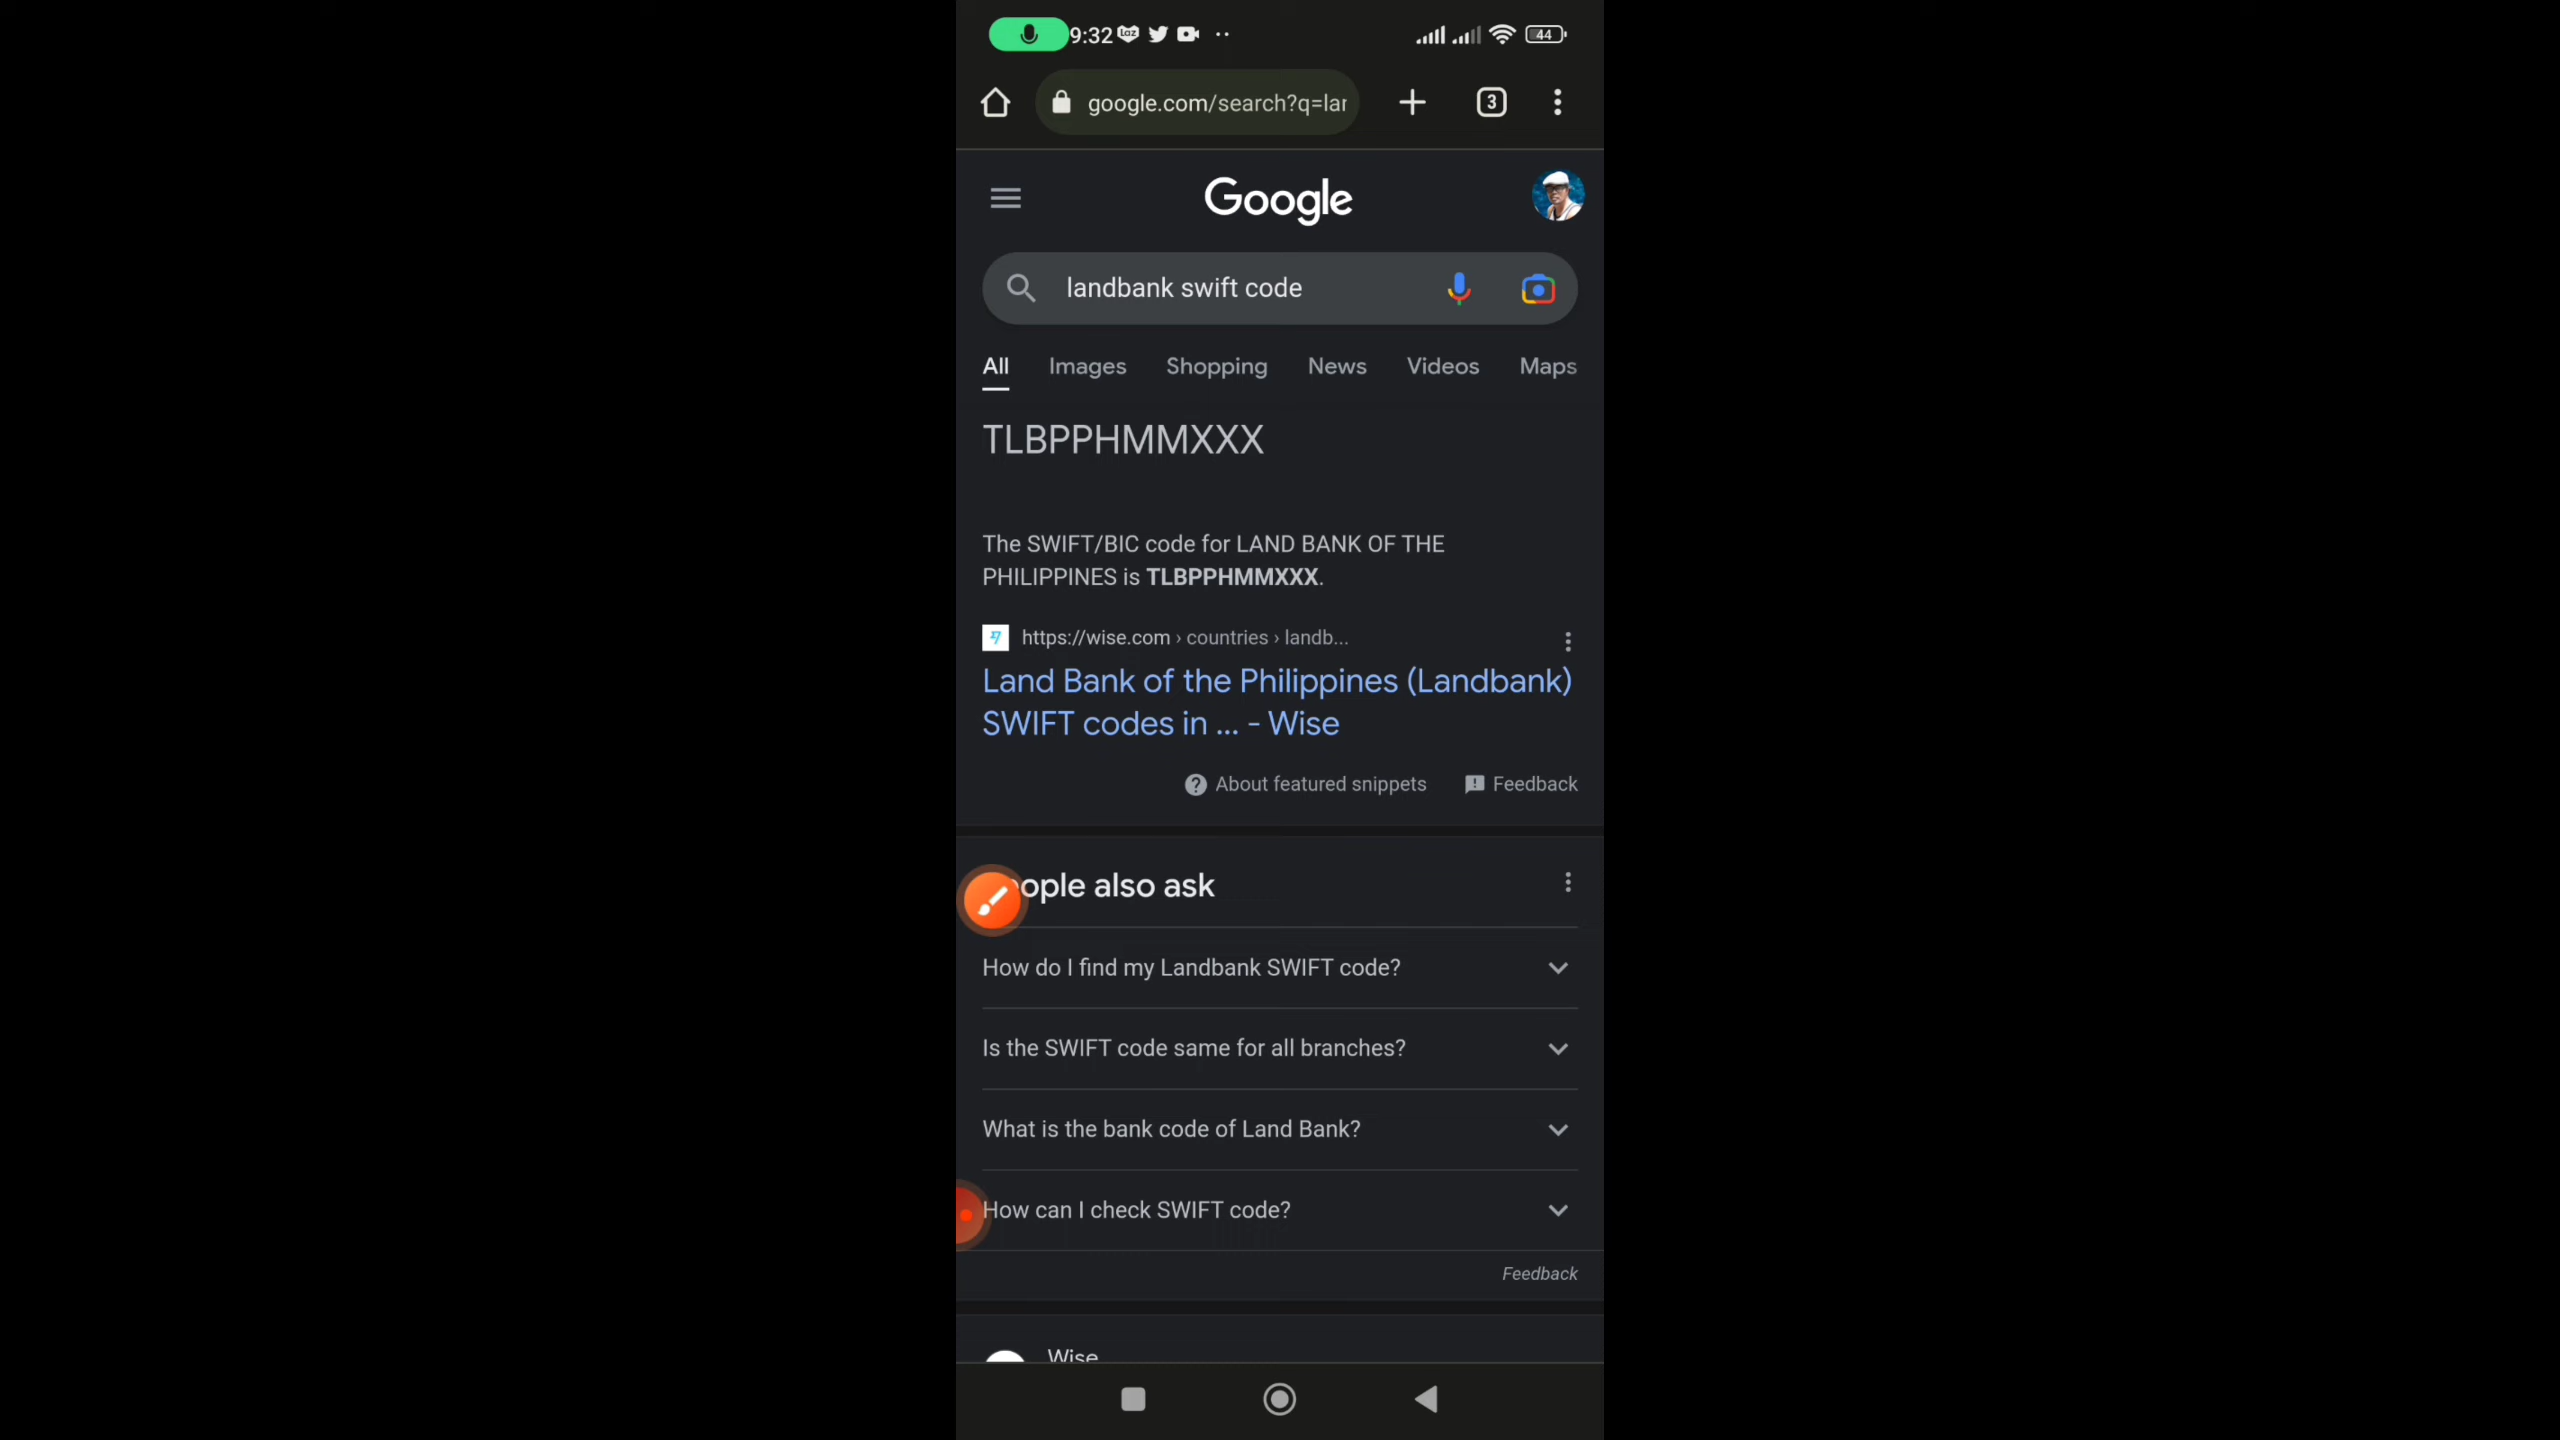 9:32
44
google.com/search?q=lar
3
Google
landbank swift code
All Images Shopping News Videos Maps
TLBPPHMMXXX
The SWIFT/BIC code for LAND BANK OF THE
PHILIPPINES is TLBPPHMMXXX.
https://wise.com › countries › landb...
Land Bank of the Philippines (Landbank)
SWIFT codes in ... - Wise
About featured snippets Feedback
ople also ask
How do I find my Landbank SWIFT code?
Is the SWIFT code same for all branches?
What is the bank code of Land Bank?
How can I check SWIFT code?
Feedback
Wise